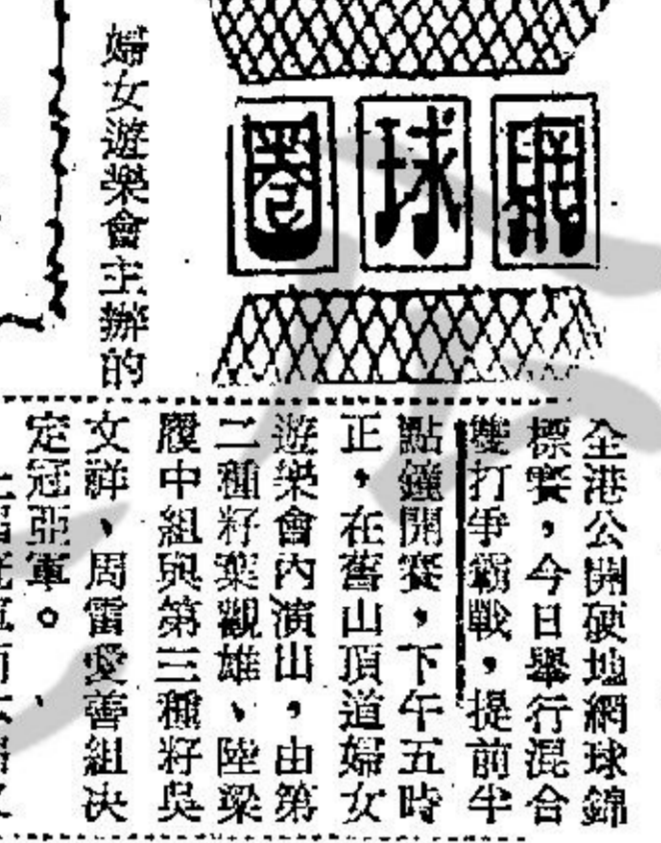 網球圈
婦女遊樂會主辦的
全港公開硬地網球錦
標賽，今日舉行混合
雙打爭霸戰，提前半
點鐘開賽，下午五時
正，在舊山頂道婦女
遊樂會內演出，由第
二種籽葉觀雄、陸梁
履中組與第三種籽吳
文祥、周雷愛善組决
定冠亞軍。